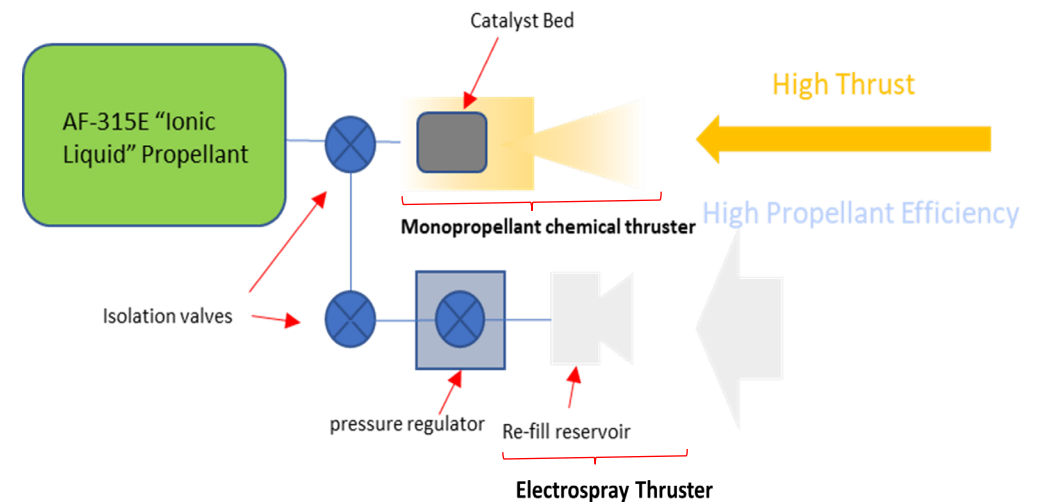 Catalyst Bed
AF-315E “Ionic
Liquid” Propellant
High Thrust
Monopropellant chemical thruster
High Propellant Efficiency
Isolation valves
pressure regulator
Re-fill reservoir
Electrospray Thruster